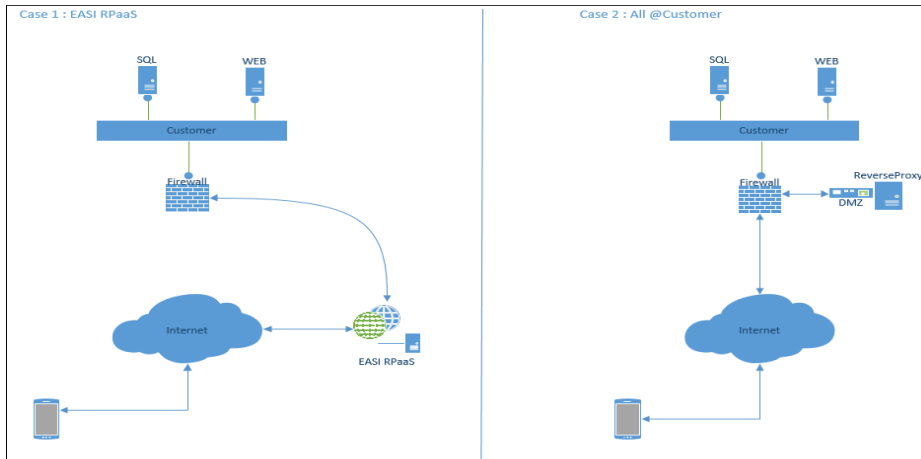 Case 1 : EASI RPaaS
SQL
WEB
Customer
Firewall
Internet
EASI RPaaS
Case 2 : All @Customer
SQL
WEB
Customer
Firewall
ReverseProxy
DMZ
Internet